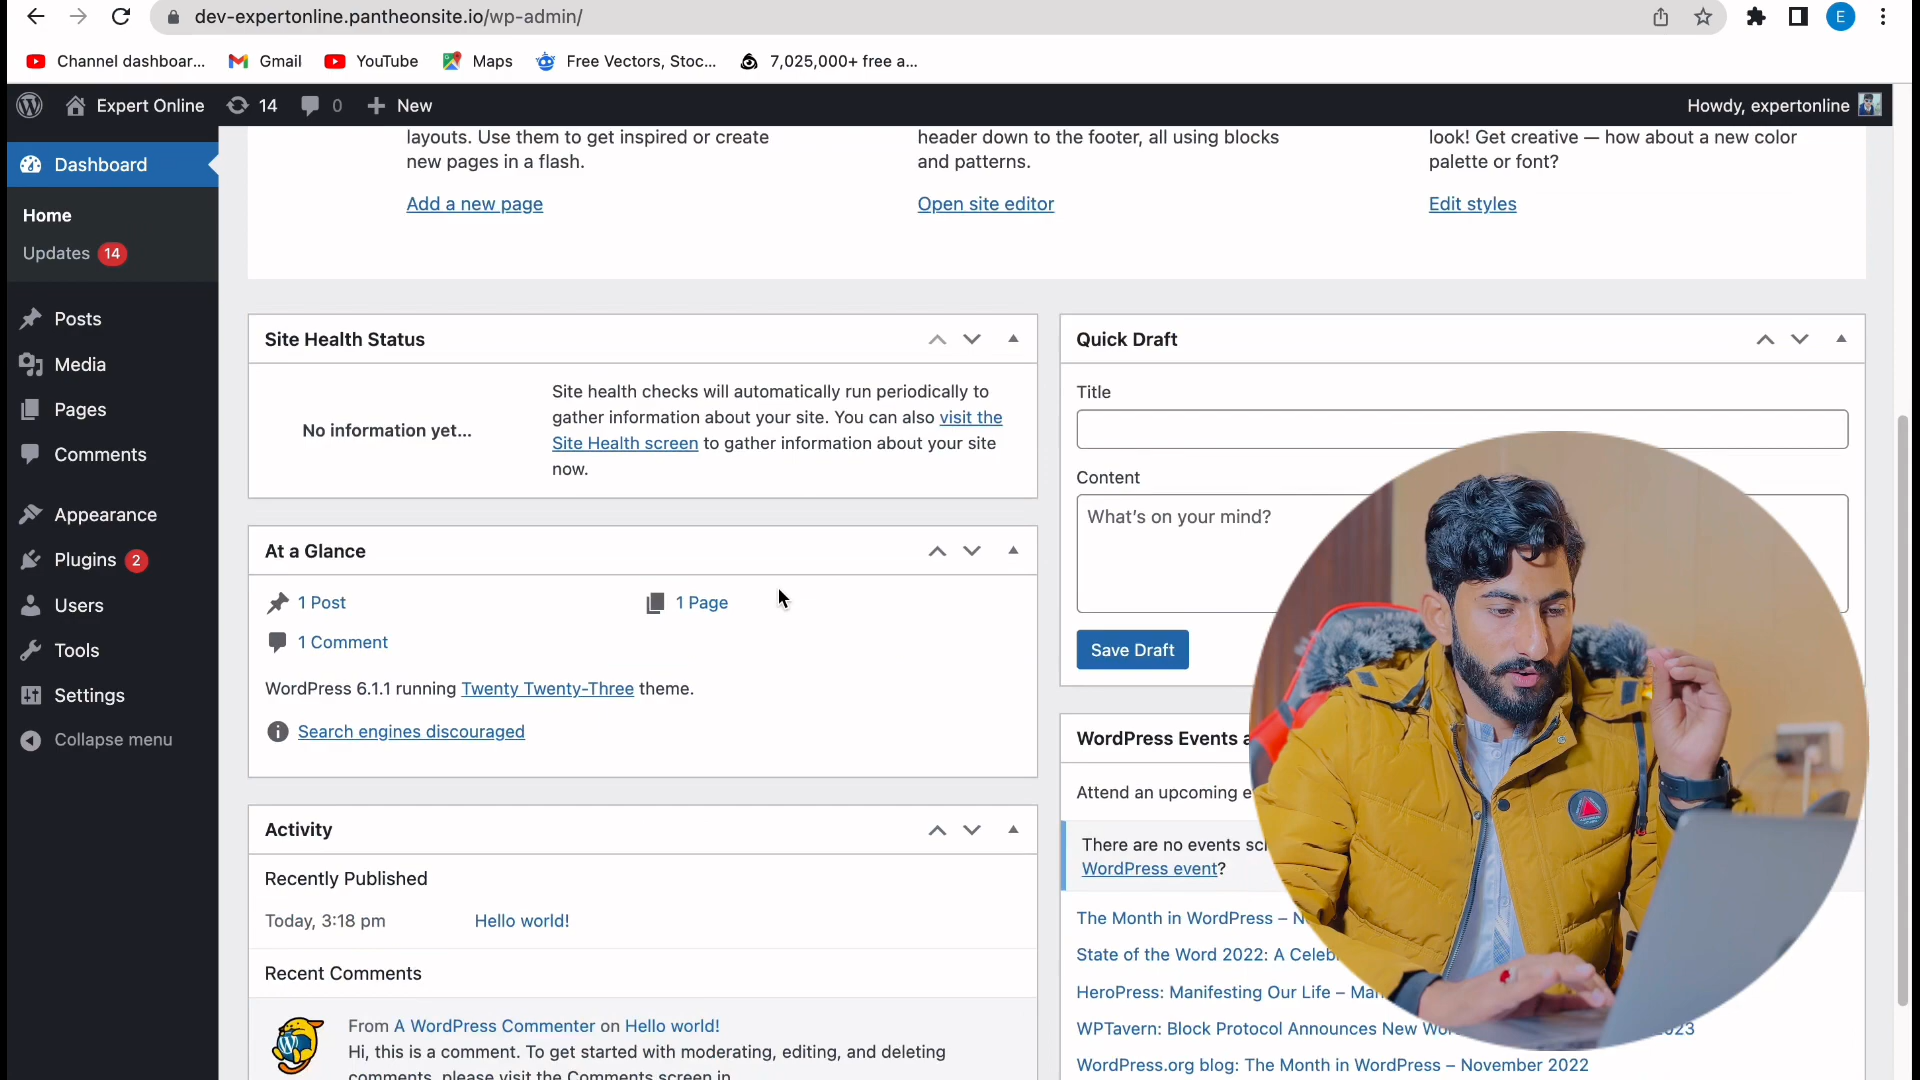 dev-expertonline.pantheonsite.io/wp-admin/
E
Channel dashboar...
Gmail
YouTube
Maps
Free Vectors, Stoc...
7,025,000+ free a...
Expert Online
14
0
New
Howdy, expertonline
Dashboard
Home
Updates 14
Posts
Media
Pages
Comments
Appearance
Plugins 2
Users
Tools
Settings
Collapse menu
layouts. Use them to get inspired or create
new pages in a flash.
Add a new page
header down to the footer, all using blocks
and patterns.
Open site editor
look! Get creative — how about a new color
palette or font?
Edit styles
Site Health Status
No information yet...
Site health checks will automatically run periodically to
gather information about your site. You can also visit the
Site Health screen to gather information about your site
now.
At a Glance
1 Post
1 Page
1 Comment
WordPress 6.1.1 running Twenty Twenty-Three theme.
Search engines discouraged
Activity
Recently Published
Today, 3:18 pm
Hello world!
Recent Comments
From A WordPress Commenter on Hello world!
Hi, this is a comment. To get started with moderating, editing, and deleting
comments, please visit the Comments screen in
Quick Draft
Title
Content
What's on your mind?
Save Draft
WordPress Events
Attend an upcoming
There are no events
WordPress event?
The Month in WordPress –
State of the Word 2022: A
HeroPress: Manifesting Our Life –
WPTavern: Block Protocol Announces New
WordPress.org blog: The Month in WordPress – November 2022